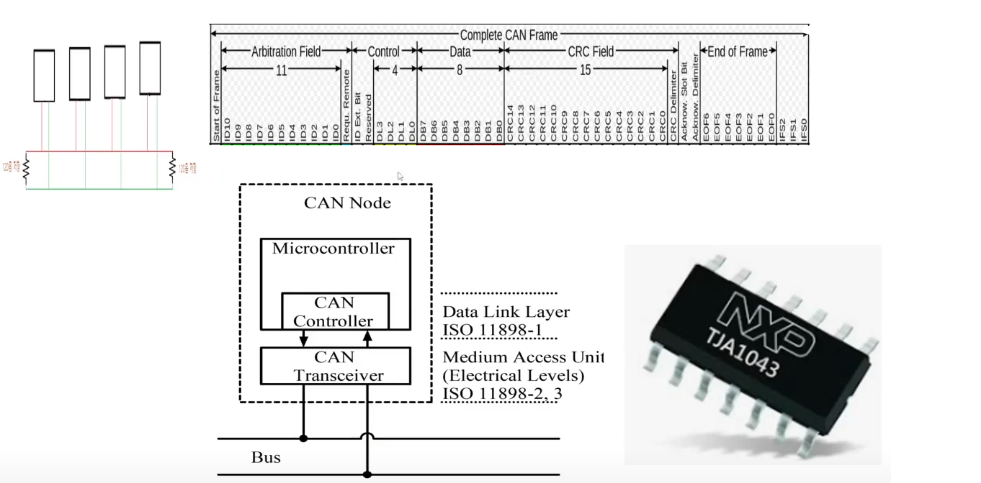 Complete CAN Frame
Arbitration Field
Control
Data
CRC Field
End of Frame
11
4
8
15
Start of Frame
ID10
ID9
ID8
ID7
ID6
ID5
ID4
ID3
ID2
ID1
ID0
Requ. Remote
ID Ext. Bit
Reserved
DL3
DL2
DL1
DL0
DB7
DB6
DB5
DB4
DB3
DB2
DB1
DB0
CRC14
CRC13
CRC12
CRC11
CRC10
CRC9
CRC8
CRC7
CRC6
CRC5
CRC4
CRC3
CRC2
CRC1
CRC0
CRC Delimiter
Acknow. Slot Bit
Acknow. Delimiter
EOF6
EOF5
EOF4
EOF3
EOF2
EOF1
EOF0
IFS2
IFS1
IFS0
CAN Node
Microcontroller
CAN
Controller
CAN
Transceiver
Data Link Layer
ISO 11898-1
Medium Access Unit
(Electrical Levels)
ISO 11898-2, 3
Bus
NXP
TJA1043